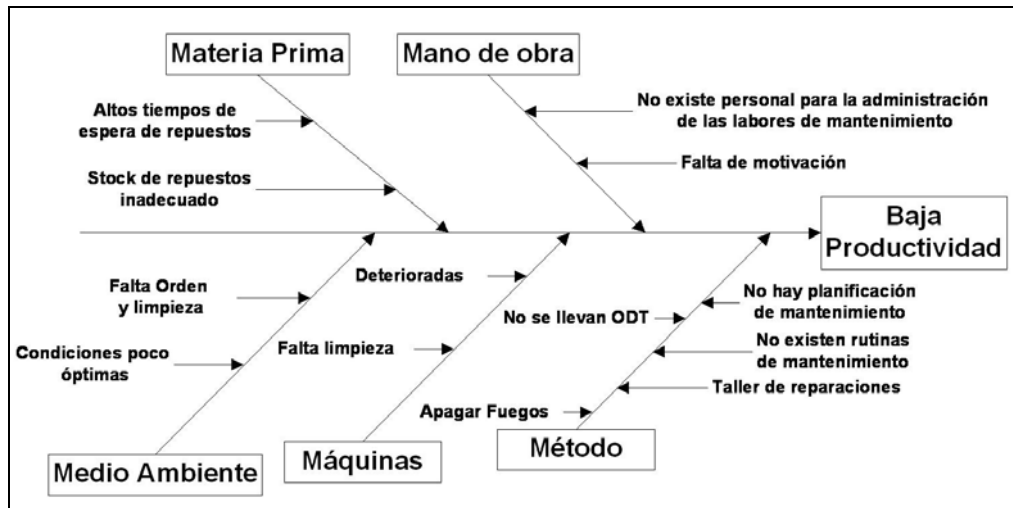 Materia Prima
Mano de obra
Altos tiempos de
espera de repuestos
No existe personal para la administración
de las labores de mantenimiento
Falta de motivación
Stock de repuestos
inadecuado
Baja
Productividad
Falta Orden
y limpieza
Deterioradas
No hay planificación
de mantenimiento
No se llevan ODT
Condiciones poco
óptimas
Falta limpieza
No existen rutinas
de mantenimiento
Taller de reparaciones
Apagar Fuegos
Medio Ambiente
Máquinas
Método